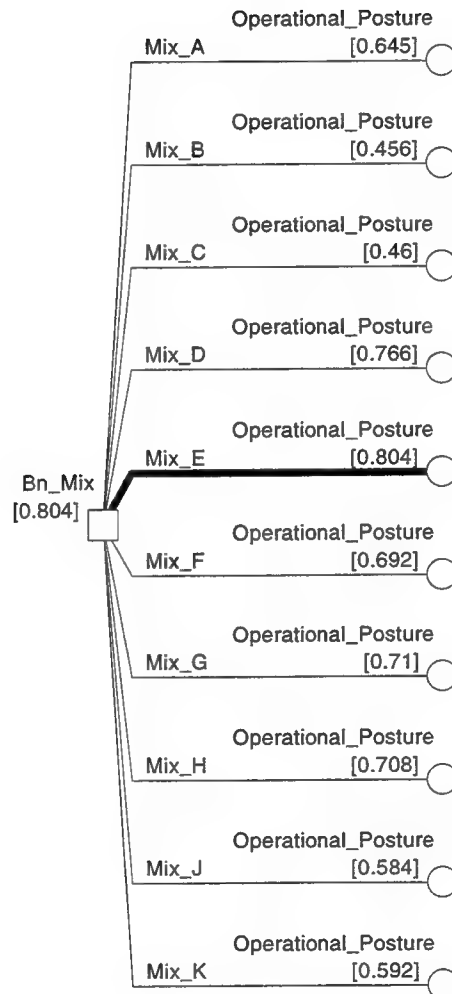 Operational_Posture
Mix_A [0.645]
Operational_Posture
Mix_B [0.456]
Operational_Posture
Mix_C [0.46]
Operational_Posture
Mix_D [0.766]
Operational_Posture
Mix_E [0.804]
Bn_Mix
[0.804]
Operational_Posture
Mix_F [0.692]
Operational_Posture
Mix_G [0.71]
Operational_Posture
Mix_H [0.708]
Operational_Posture
Mix_J [0.584]
Operational_Posture
Mix_K [0.592]